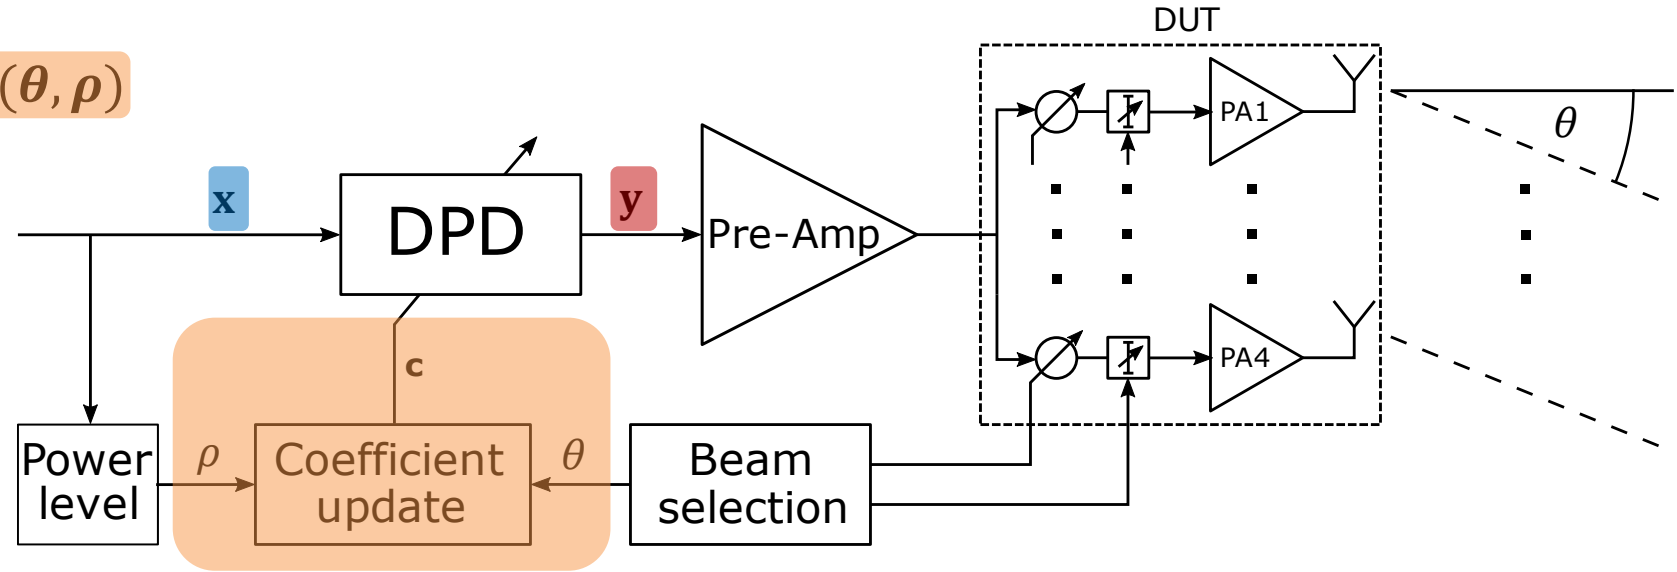 DUT
(θ, ρ)
PA1
θ
x
DPD
y
Pre-Amp
PA4
c
Power
level
ρ
Coefficient
update
θ
Beam
selection